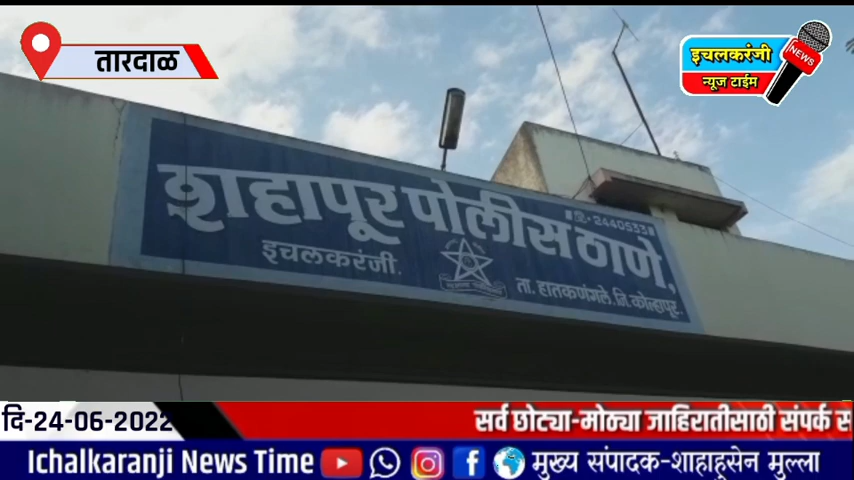 तारदाळ
इचलकरंजी
NEWS
न्यूज टाईम
शहापूर पोलीस ठाणे,
इचलकरंजी.
ता. हातकणंगले. जि. कोल्हापूर.
दि-24-06-2022
सर्व छोट्या-मोठ्या जाहिरातीसाठी संपर्क
Ichalkaranji News Time
मुख्य संपादक-शाहाहुसेन मुल्ला